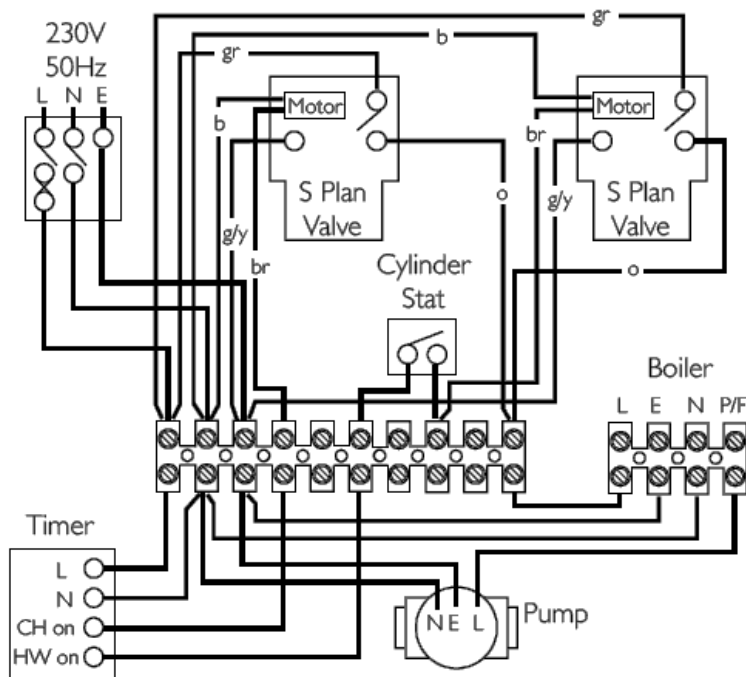 230V
50Hz
L N E
gr
b
gr
Motor
Motor
b
br
S Plan
Valve
S Plan
Valve
g/y
br
o
g/y
o
Cylinder
Stat
Boiler
L E N P/F
Timer
L
N
CH on
HW on
N E L
Pump